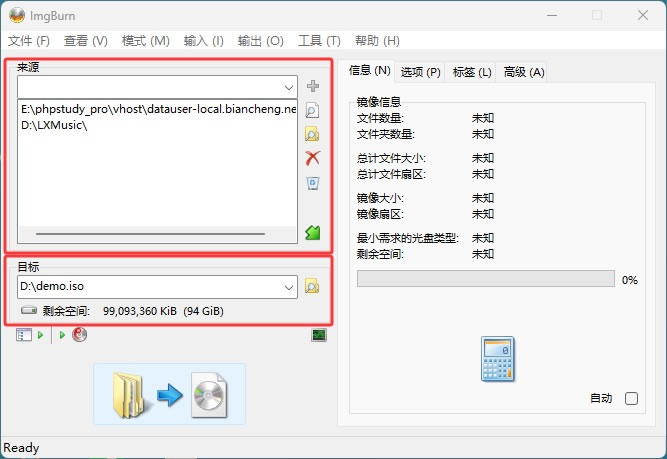 ImgBurn
文件 (F) 查看 (V) 模式 (M) 输入 (I) 输出 (O) 工具 (T) 帮助 (H)
来源
E:\phpstudy_pro\vhost\datauser-local.biancheng.ne
D:\LXMusic\
目标
D:\demo.iso
剩余空间: 99,093,360 KiB (94 GiB)
信息 (N) 选项 (P) 标签 (L) 高级 (A)
镜像信息
文件数量: 未知
文件夹数量: 未知
总计文件大小: 未知
总计文件扇区: 未知
镜像大小: 未知
镜像扇区: 未知
最小需求的光盘类型: 未知
剩余空间: 未知
0%
0
自动
Ready